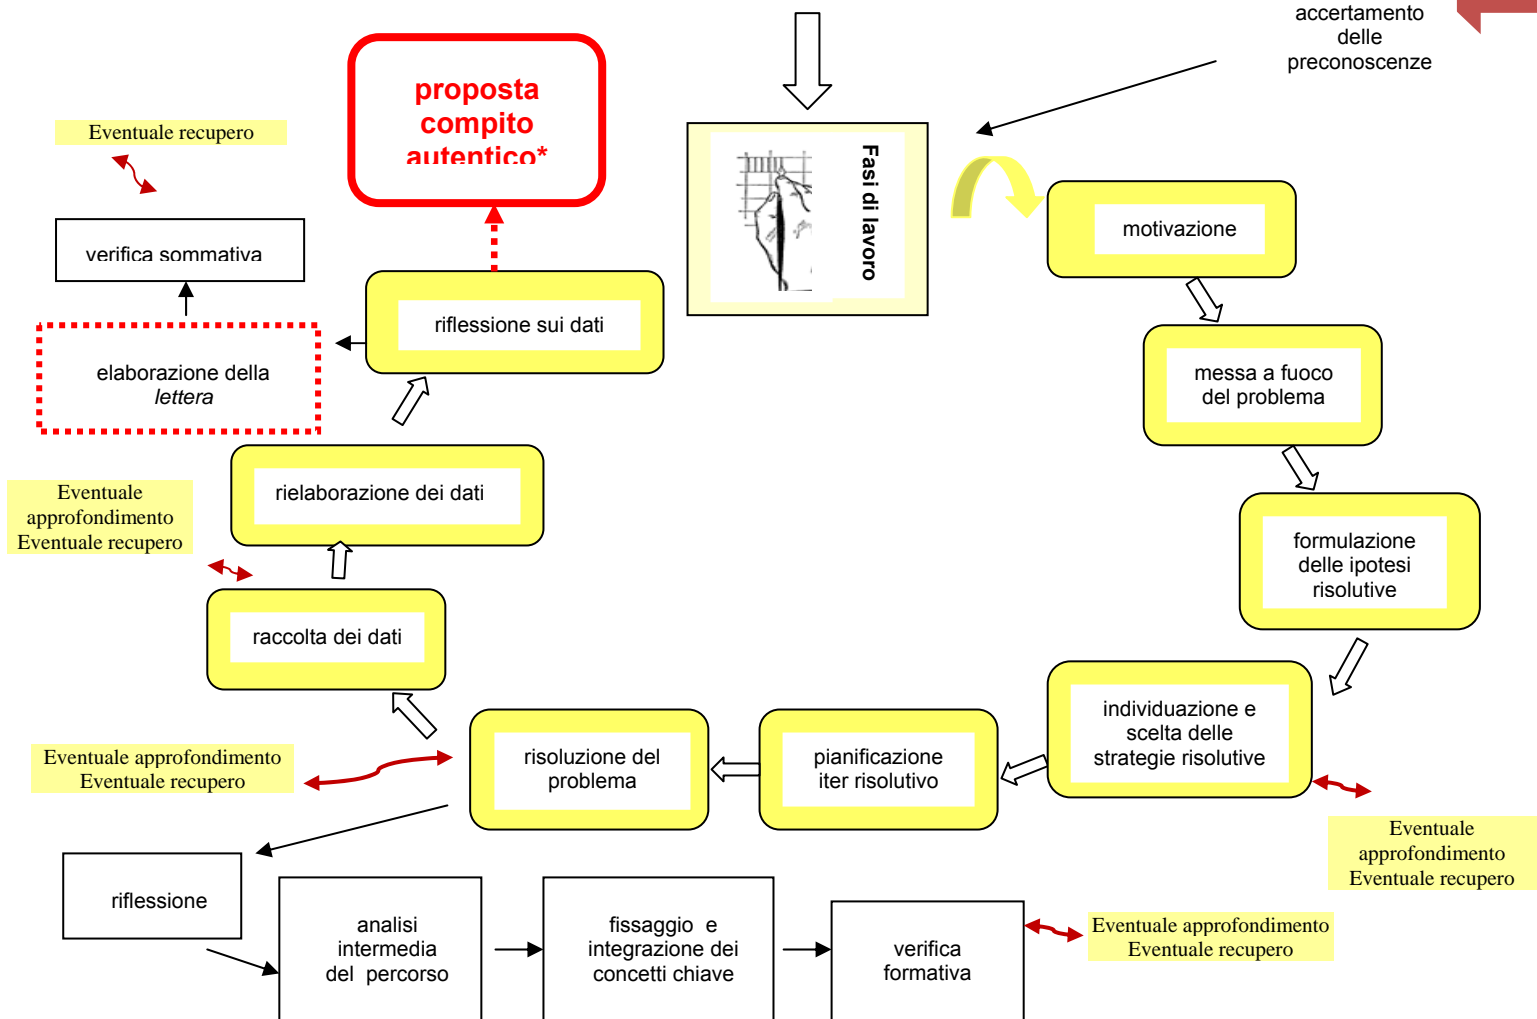 accertamento
delle
preconoscenze
proposta
compito
autentico*
Eventuale recupero
Fasi di lavoro
motivazione
verifica sommativa
riflessione sui dati
elaborazione della
lettera
messa a fuoco
del problema
rielaborazione dei dati
Eventuale
approfondimento
Eventuale recupero
formulazione
delle ipotesi
risolutive
raccolta dei dati
individuazione e
scelta delle
strategie risolutive
pianificazione
iter risolutivo
risoluzione del
problema
Eventuale approfondimento
Eventuale recupero
Eventuale
approfondimento
Eventuale recupero
riflessione
analisi
intermedia
del percorso
fissaggio e
integrazione dei
concetti chiave
verifica
formativa
Eventuale approfondimento
Eventuale recupero